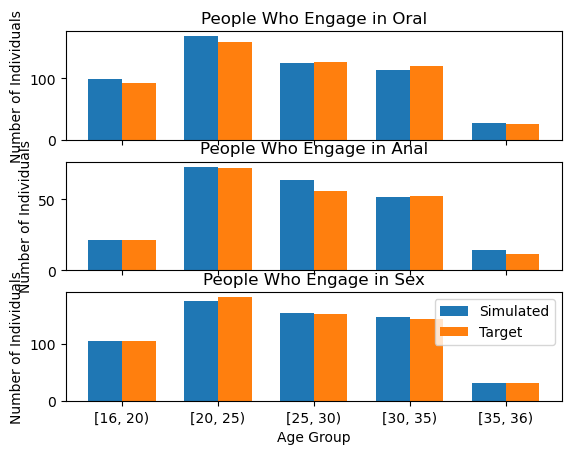 People Who Engage in Oral
Number of Individuals
100
0
People Who Engage in Anal
Number of Individuals
50
0
People Who Engage in Sex
Number of Individuals
100
0
Simulated
Target
[16, 20) [20, 25) [25, 30) [30, 35) [35, 36)
Age Group